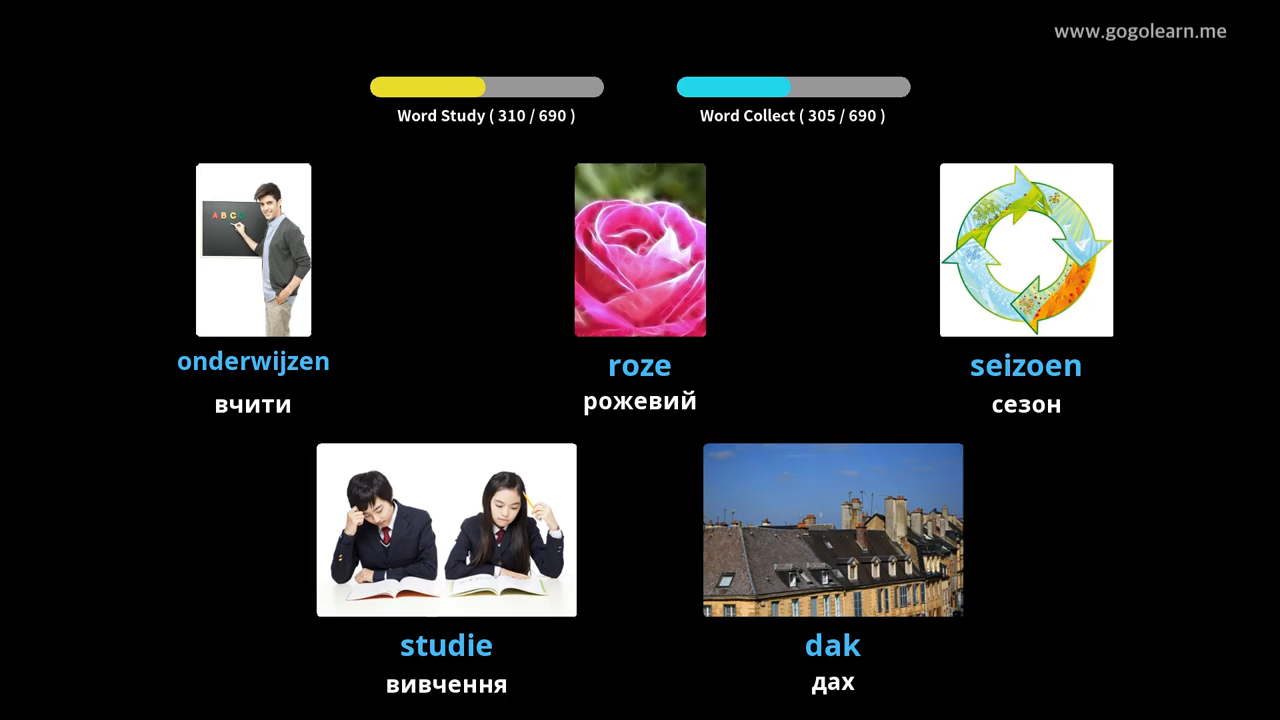 www.gogolearn.me
Word Study ( 310 / 690 )
Word Collect ( 305 / 690 )
A B C D
onderwijzen
roze
seizoen
вчити
рожевий
сезон
studie
dak
вивчення
дах